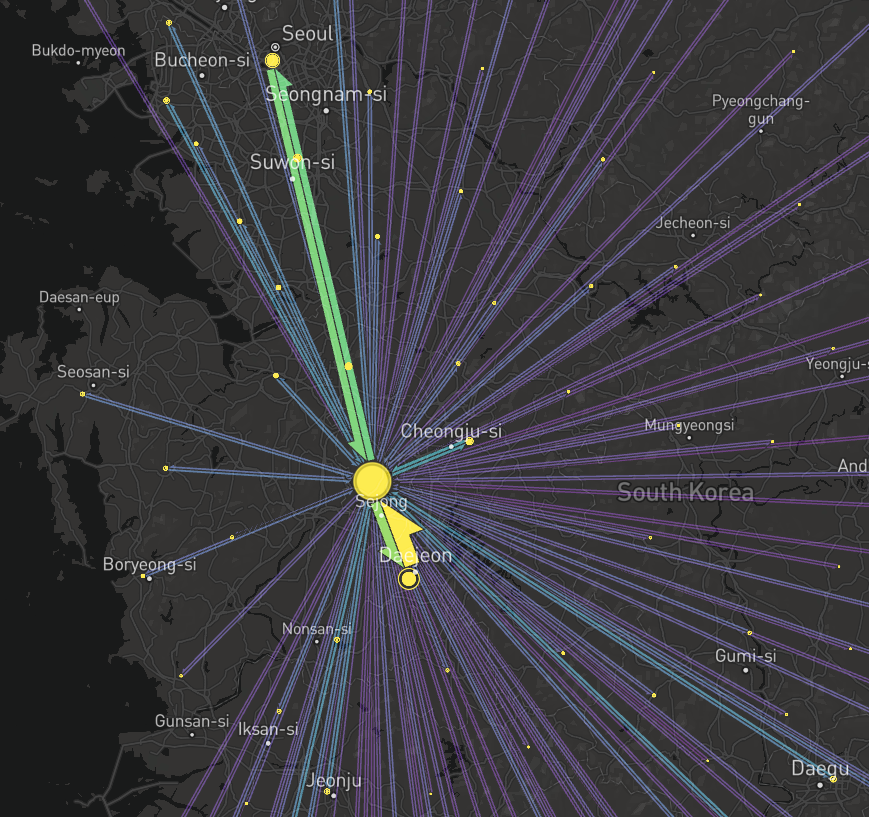 Seoul
Bukdo-myeon
Bucheon-si
Seongnam-si
Pyeongchang-
gun
Suwon-si
Jecheon-si
Daesan-eup
Seosan-si
Yeongju-s
Cheongju-si
Mungyeongsi
And
South Korea
Sejong
Daejeon
Boryeong-si
Nonsan-si
Gumi-si
Gunsan-si
Iksan-si
Daegu
Jeonju